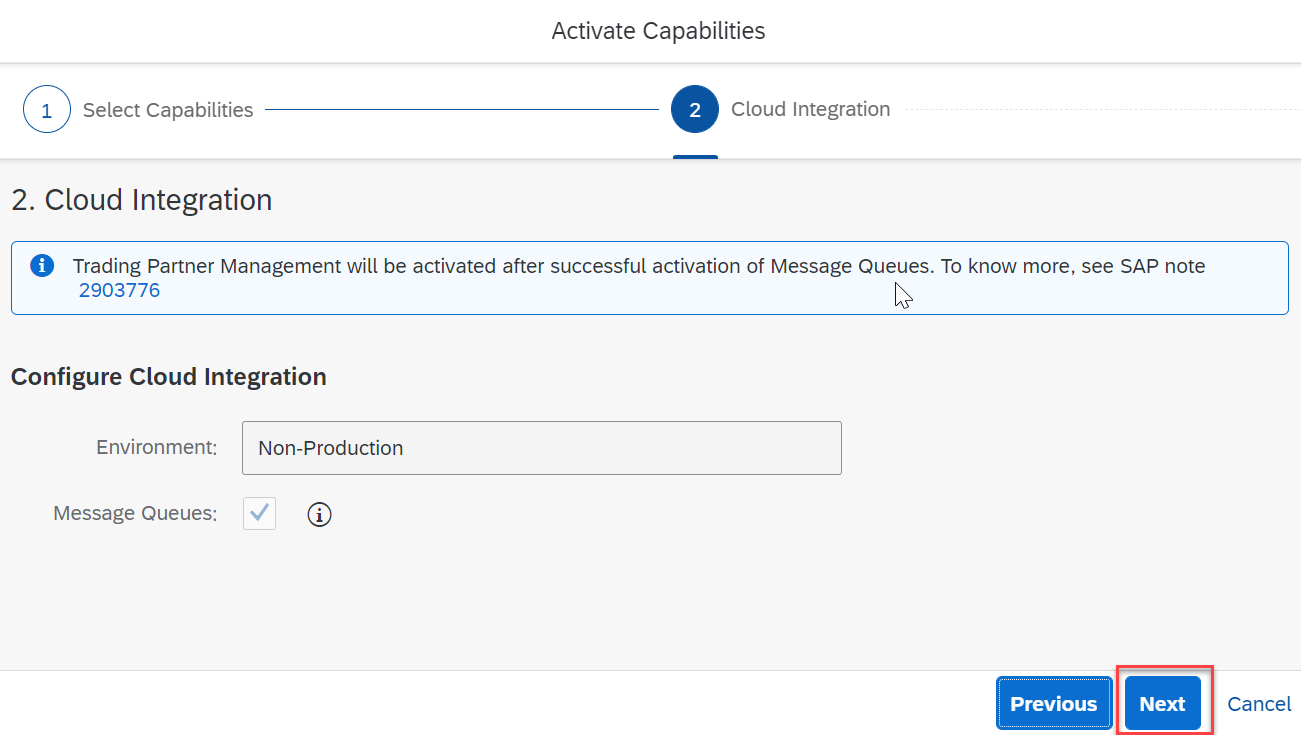 Activate Capabilities
1 Select Capabilities
2 Cloud Integration
2. Cloud Integration
Trading Partner Management will be activated after successful activation of Message Queues. To know more, see SAP note
2903776
Configure Cloud Integration
Environment: Non-Production
Message Queues:
Previous Next Cancel